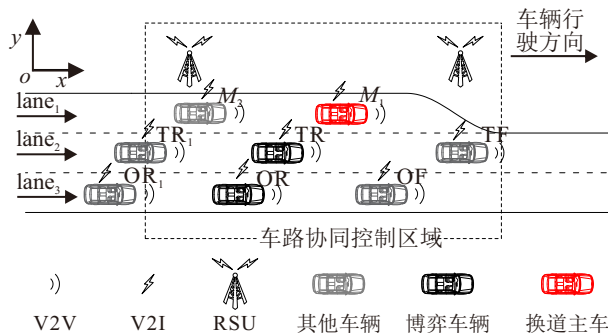 y
车辆行
驶方向
o x
lane₁ M₂ M₁
lane₂ TR₁ TR TF
lane₃ OR₁ OR OF
车路协同控制区域
V2V V2I RSU 其他车辆 博弈车辆 换道主车